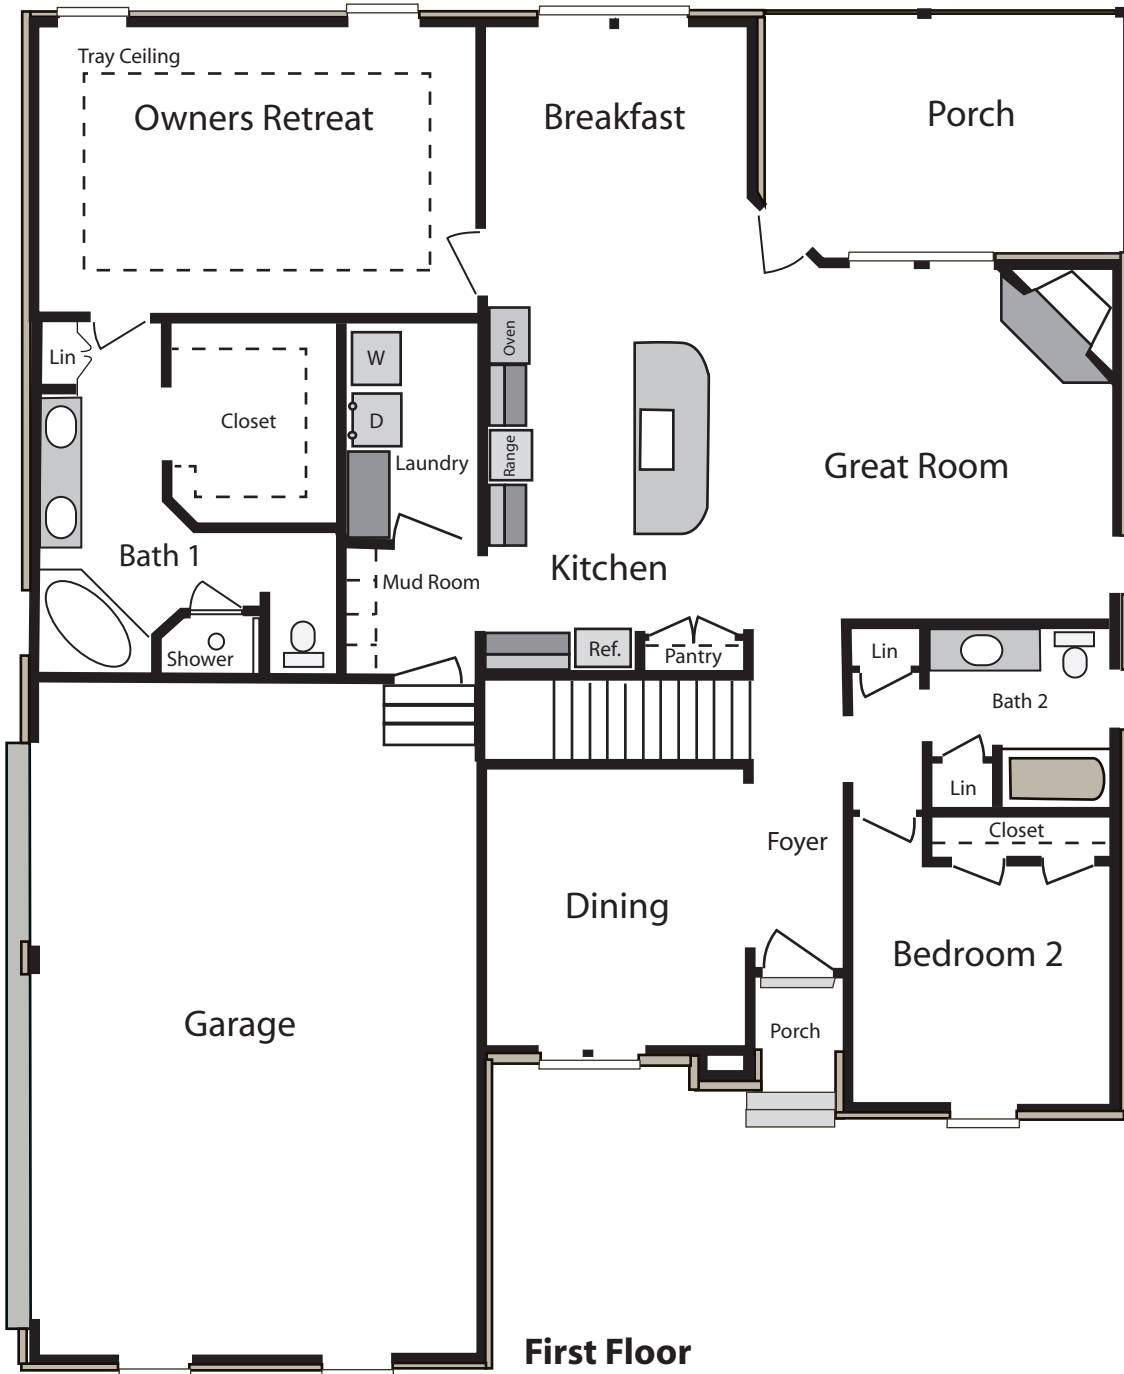 Tray Ceiling
Owners Retreat
Breakfast
Porch
Oven
Lin
W
Closet
D
Range
Laundry
Great Room
Bath 1
Kitchen
Mud Room
Shower
Ref.
Pantry
Lin
Bath 2
Lin
Closet
Foyer
Dining
Bedroom 2
Garage
Porch
First Floor